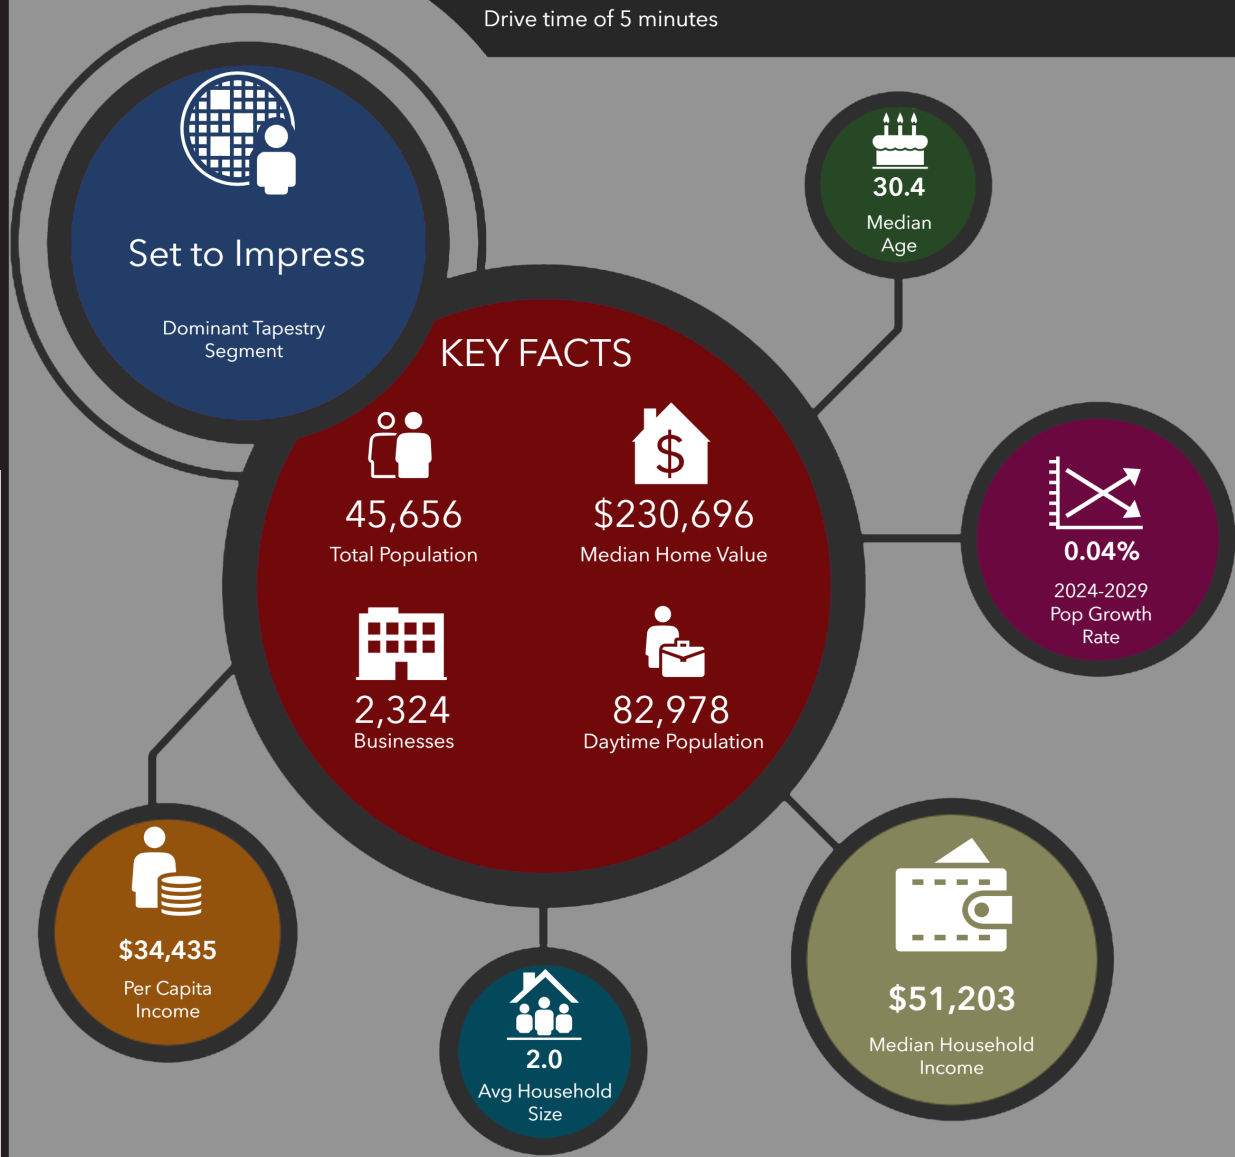 Drive time of 5 minutes
Set to Impress
Dominant Tapestry
Segment
30.4
Median
Age
KEY FACTS
45,656
Total Population
$
$230,696
Median Home Value
2,324
Businesses
82,978
Daytime Population
0.04%
2024-2029
Pop Growth
Rate
$34,435
Per Capita
Income
2.0
Avg Household
Size
$51,203
Median Household
Income